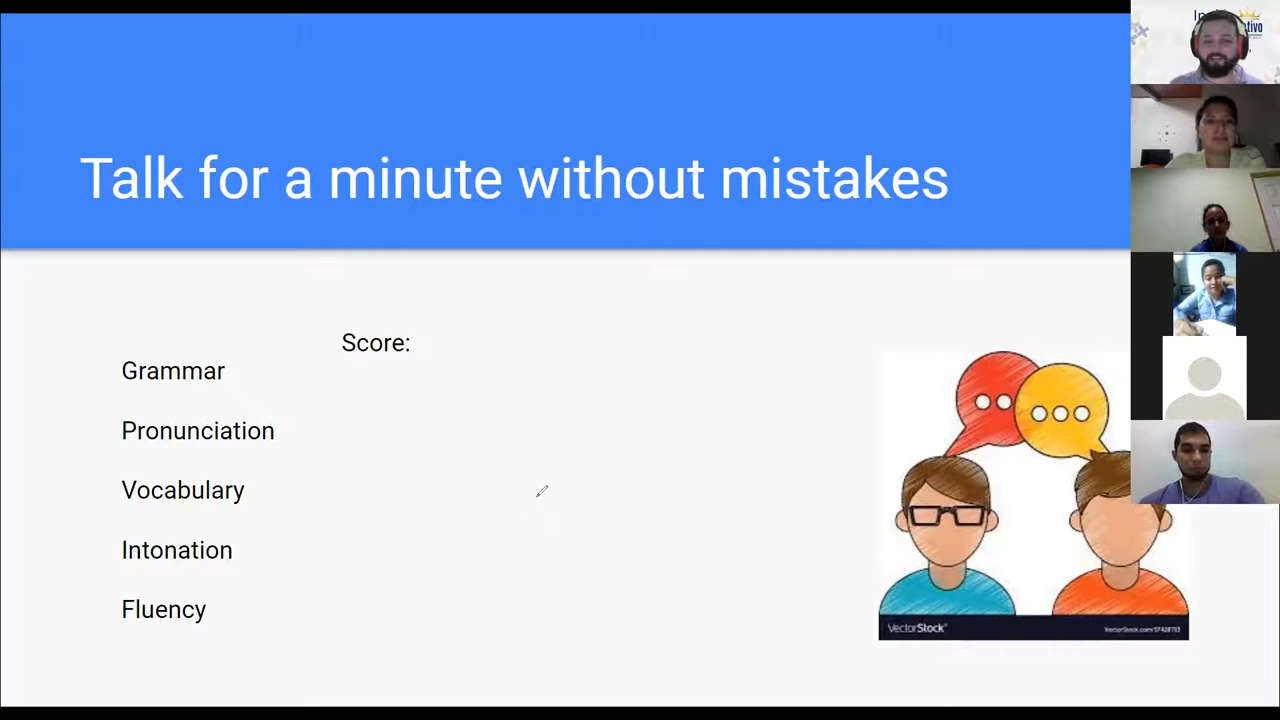 Talk for a minute without mistakes
Score:
Grammar
Pronunciation
Vocabulary
Intonation
Fluency
VectorStock